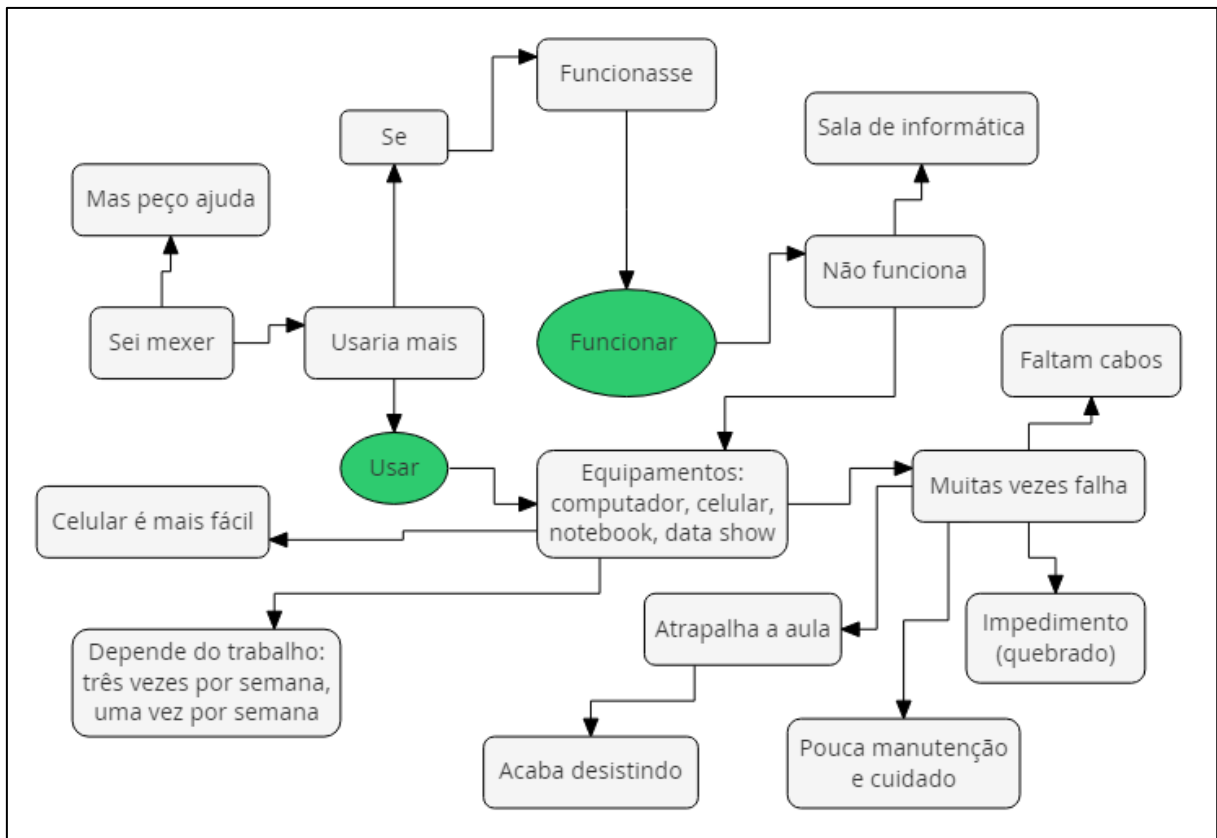 Funcionasse
Sala de informática
Se
Mas peço ajuda
Não funciona
Sei mexer
Usaria mais
Funcionar
Faltam cabos
Usar
Equipamentos:
computador, celular,
notebook, data show
Muitas vezes falha
Celular é mais fácil
Atrapalha a aula
Impedimento
(quebrado)
Depende do trabalho:
três vezes por semana,
uma vez por semana
Acaba desistindo
Pouca manutenção
e cuidado